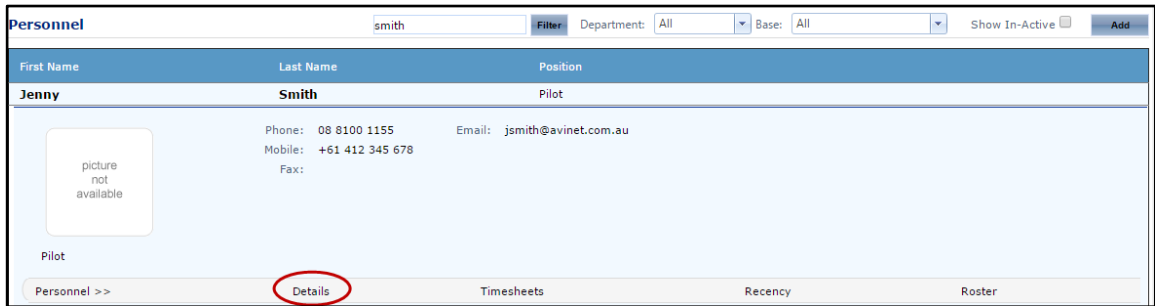 Personnel smith Filter Department: All Base: All Show In-Active Add
First Name Last Name Position
Jenny Smith Pilot
Phone: 08 8100 1155 Email: jsmith@avinet.com.au
Mobile: +61 412 345 678
Fax:
picture
not
available
Pilot
Personnel >> Details Timesheets Recency Roster